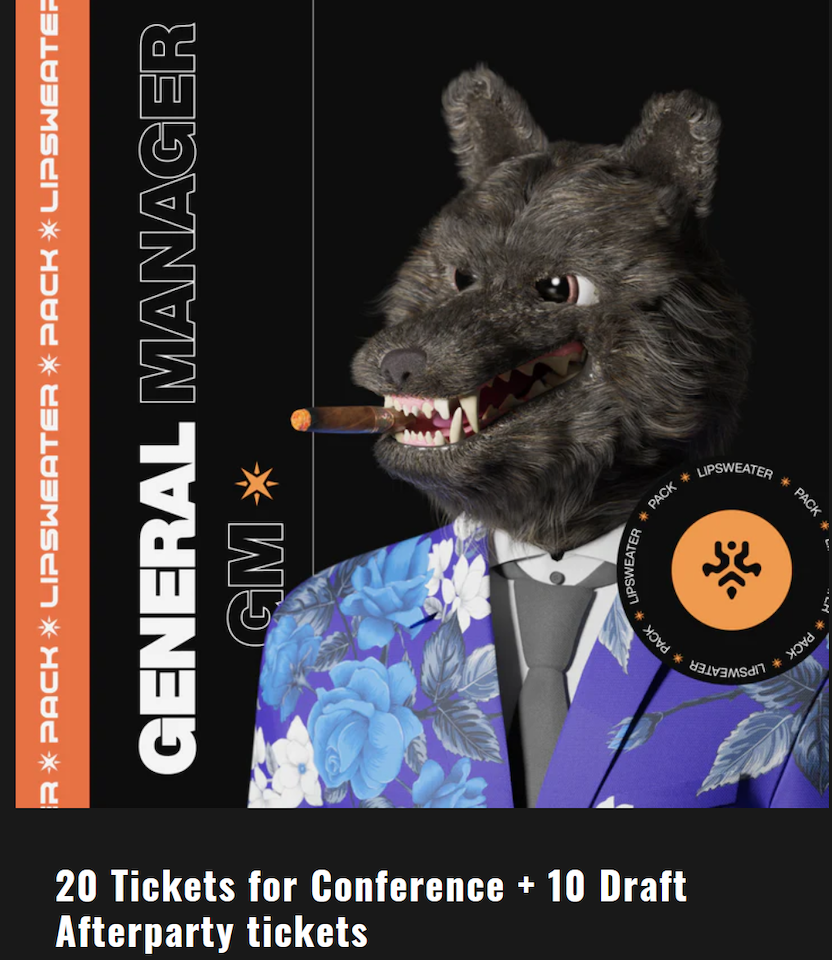 LIPSWEATER
PACK
LIPSWEATER
PACK
GENERAL MANAGER
GM
LIPSWEATER
PACK
LIPSWEATER
PACK
LIPSWEATER
PACK
20 Tickets for Conference + 10 Draft
Afterparty tickets